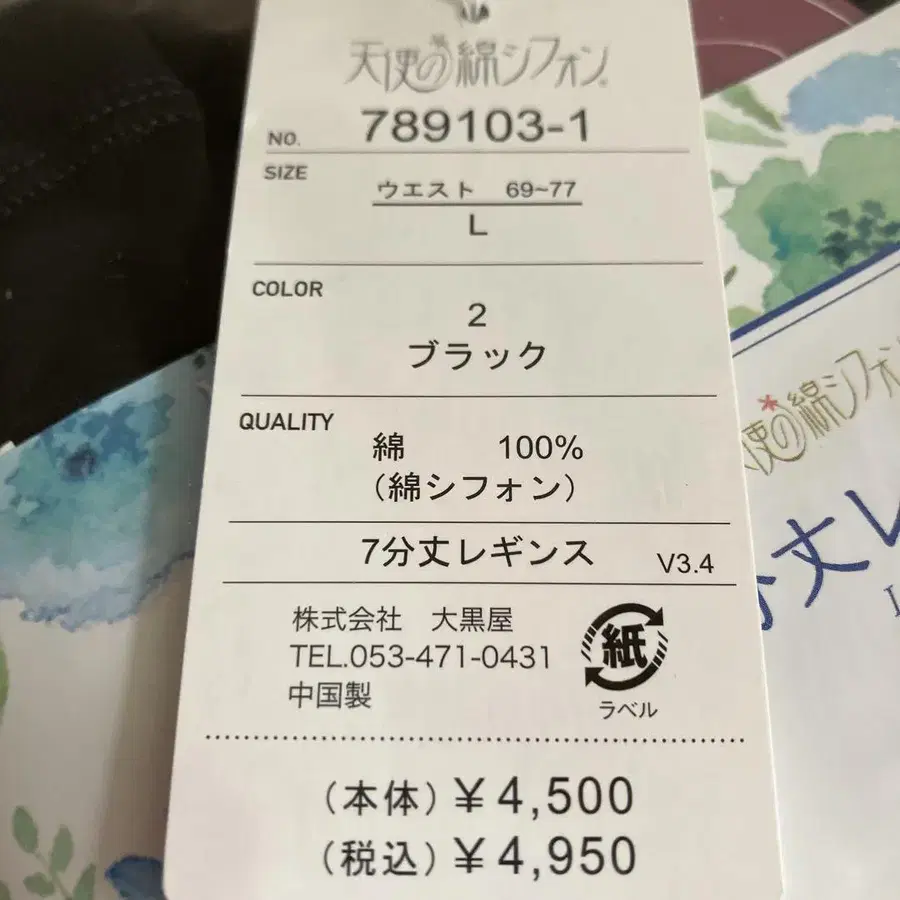 天使の綿シフォン®
NO. 789103-1
SIZE
ウエスト 69~77
L
COLOR
2
ブラック
QUALITY
綿 100%
(綿シフォン)
7分丈レギンス V3.4
株式会社 大黒屋
TEL.053-471-0431
中国製
紙
ラベル
(本体)¥4,500
(税込)¥4,950
使の綿シフォ
分丈レ